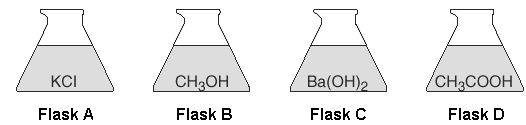 KCl CH₃OH Ba(OH)₂ CH₃COOH
Flask A Flask B Flask C Flask D